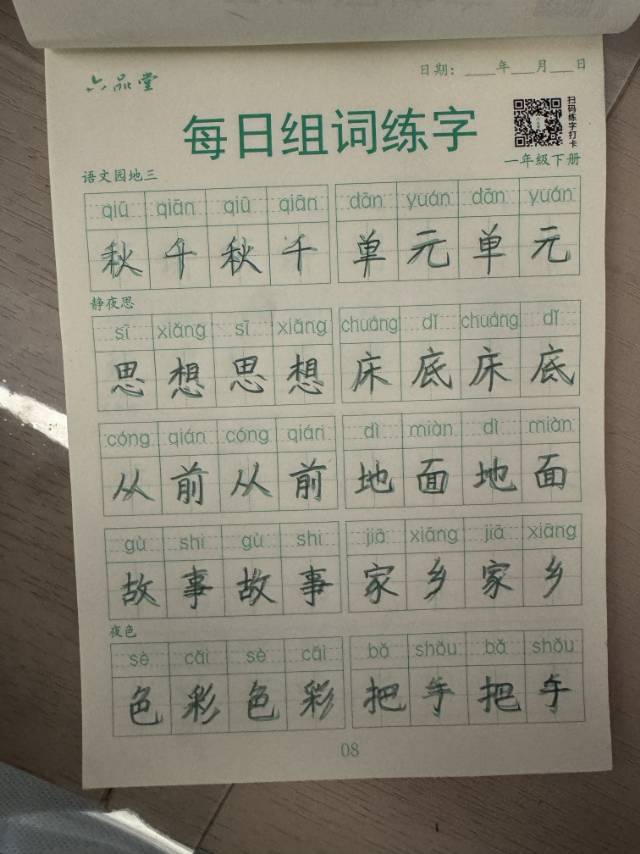 六品堂
日期：____年___月___日
每日组词练字
扫码练字打卡
一年级下册
语文园地三
qiū qiān qiū qiān dān yuán dān yuán
秋千秋千 单元单元
静夜思
sī xiǎng sī xiǎng chuáng dǐ chuáng dǐ
思想思想 床底床底
cóng qián cóng qián dì miàn dì miàn
从前从前 地面地面
gù shi gù shi jiā xiāng jiā xiāng
故事故事 家乡家乡
夜色
sè cǎi sè cǎi bǎ shǒu bǎ shǒu
色彩色彩 把手把手
08